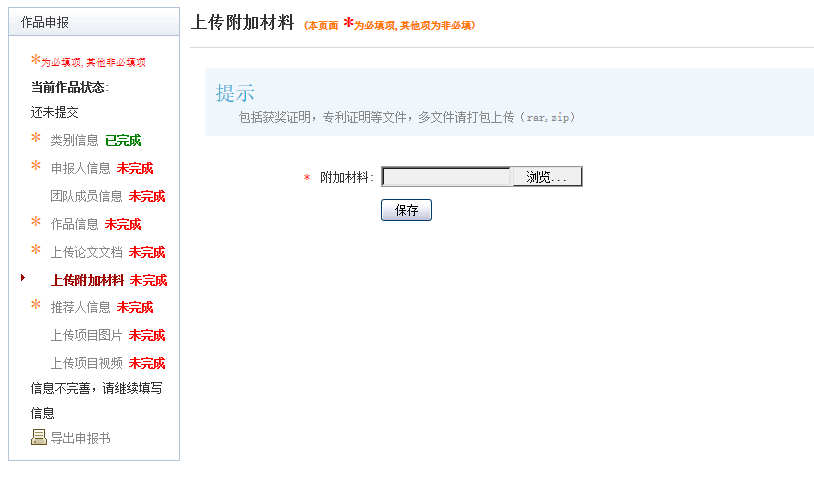 作品申报
*为必填项,其他非必填项
当前作品状态:
还未提交
* 类别信息 已完成
* 申报人信息 未完成
团队成员信息 未完成
* 作品信息 未完成
* 上传论文文档 未完成
上传附加材料 未完成
* 推荐人信息 未完成
上传项目图片 未完成
上传项目视频 未完成
信息不完善，请继续填写
信息
导出申报书
上传附加材料 (本页面 *为必填项,其他项为非必填)
提示
包括获奖证明，专利证明等文件，多文件请打包上传（rar,zip）
* 附加材料: 浏览...
保存